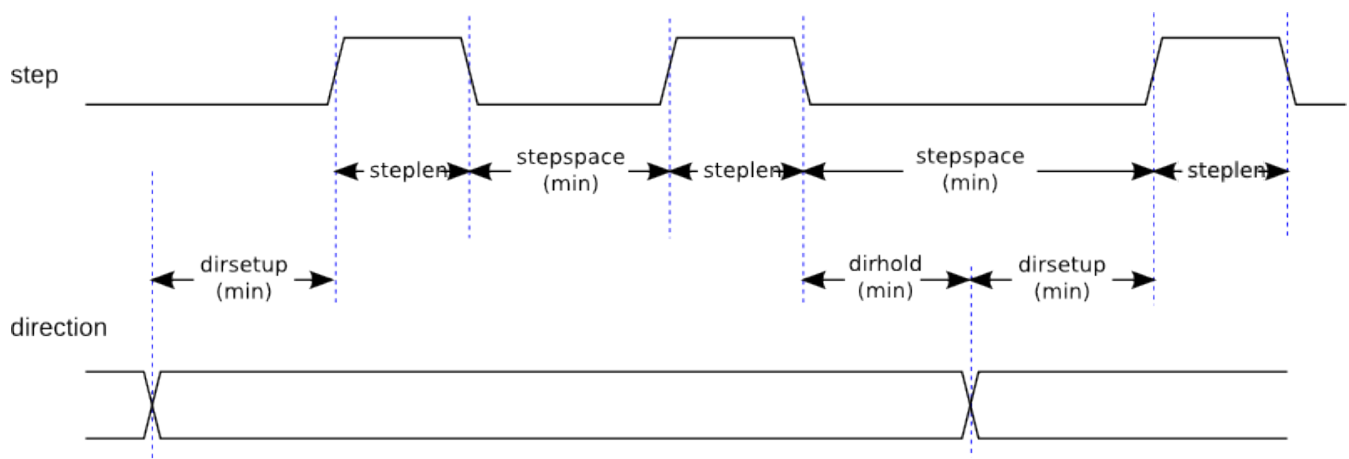 step
steplen
stepspace
(min)
steplen
stepspace
(min)
steplen
dirsetup
(min)
dirhold
(min)
dirsetup
(min)
direction